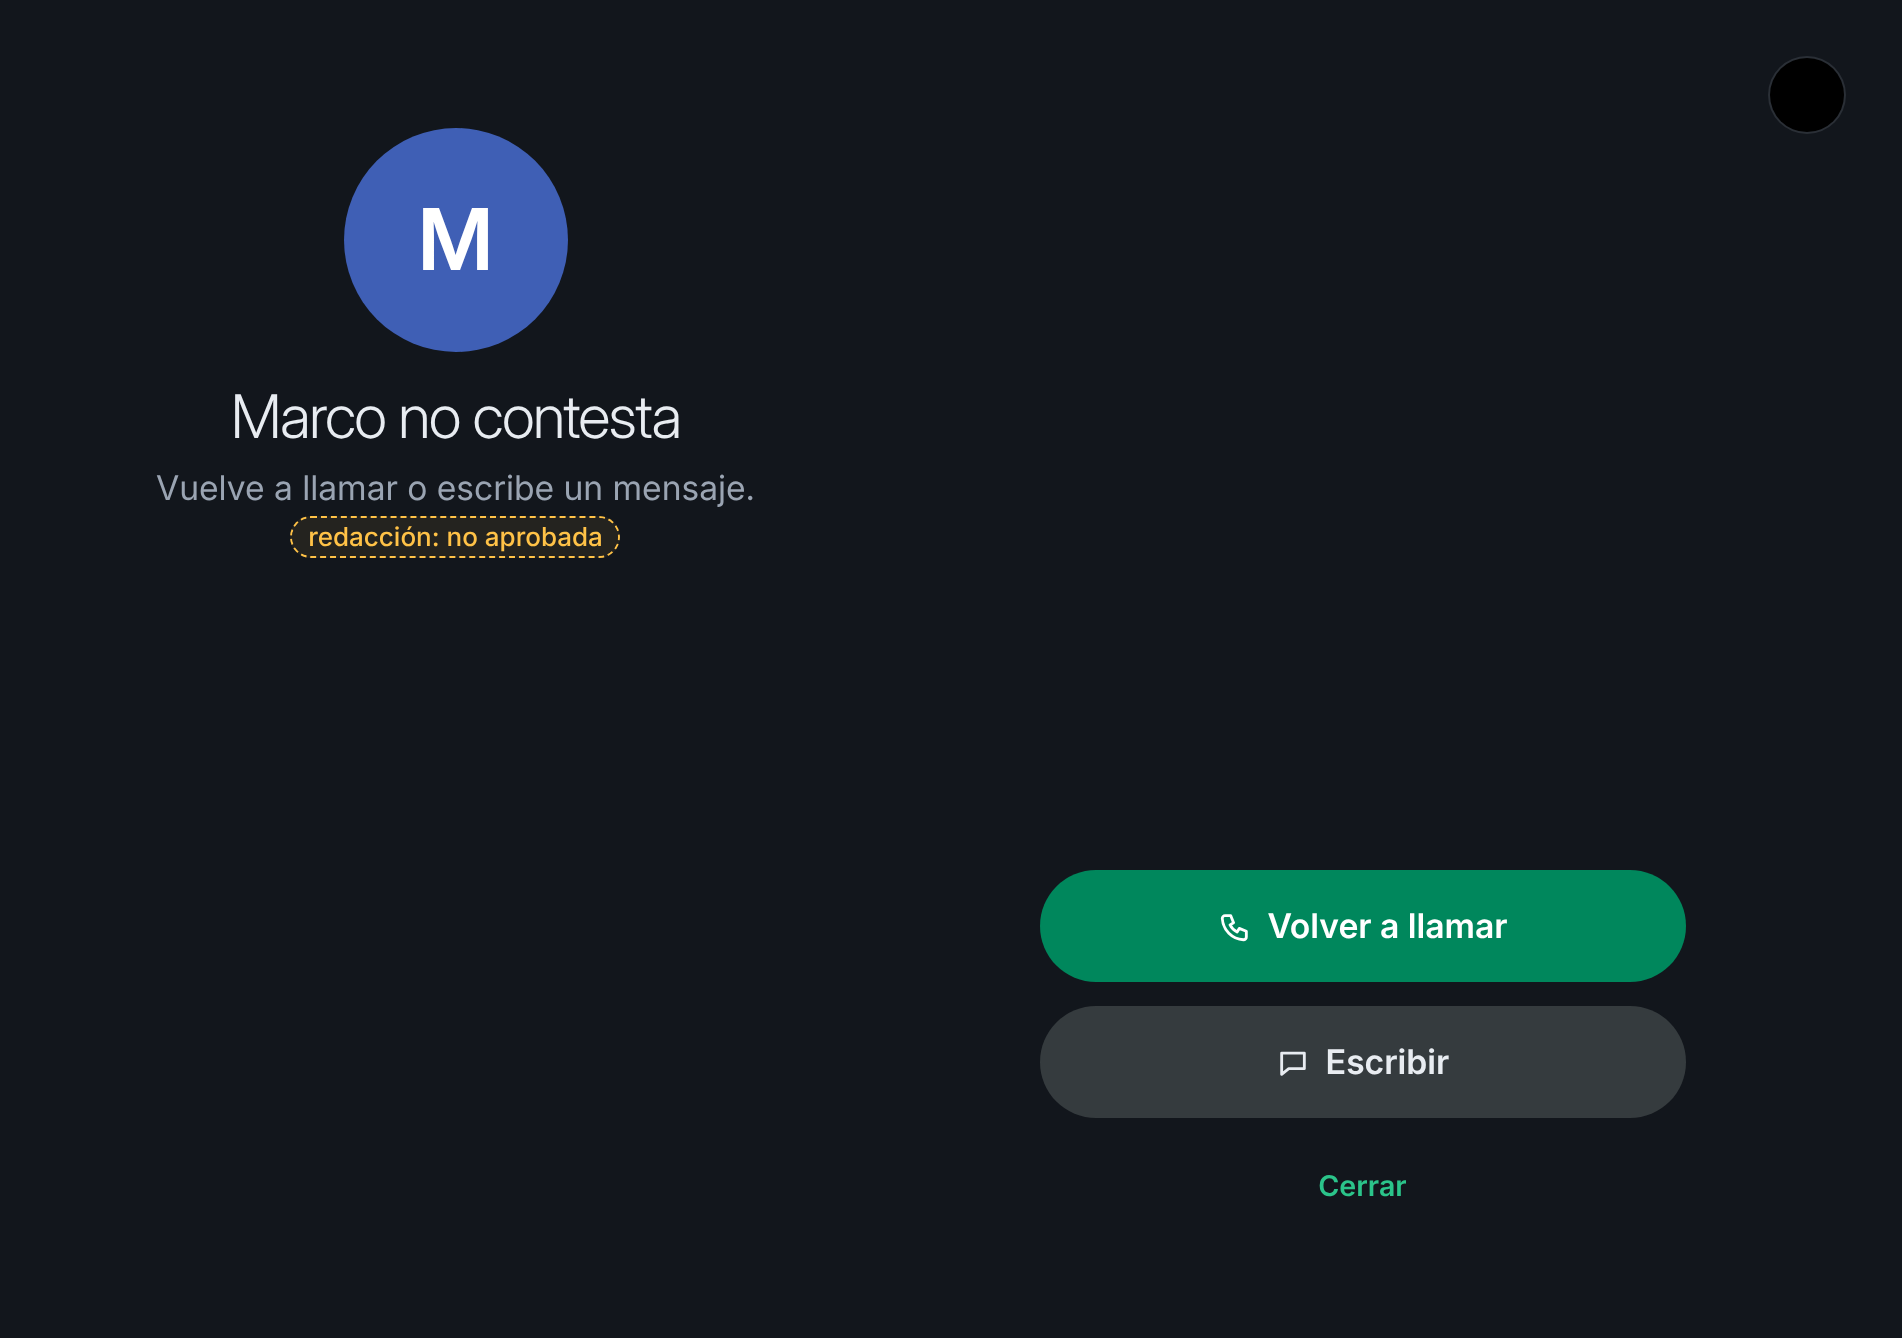 M
Marco no contesta
Vuelve a llamar o escribe un mensaje.
redacción: no aprobada
Volver a llamar
Escribir
Cerrar